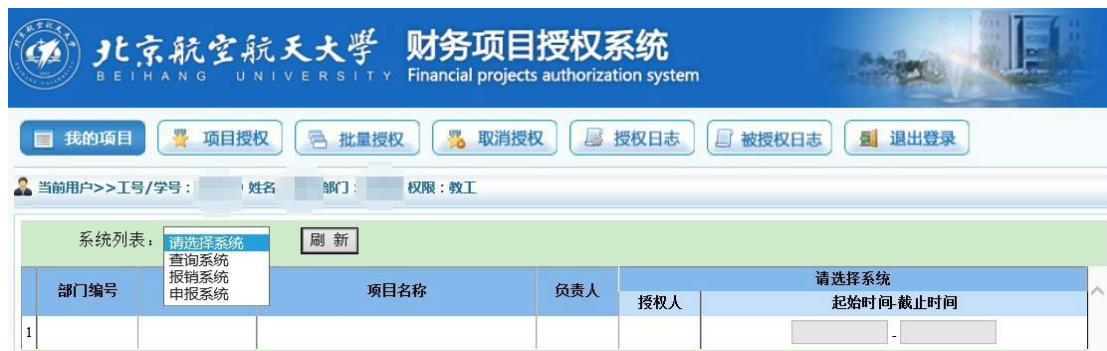 北京航空航天大學 财务项目授权系统
BEIHANG UNIVERSITY Financial projects authorization system
我的项目 项目授权 批量授权 取消授权 授权日志 被授权日志 退出登录
当前用户>>工号/学号： 姓名 部门： 权限：教工
系统列表： 请选择系统 刷 新
查询系统
报销系统
申报系统
部门编号 项目名称 负责人 请选择系统
授权人 起始时间-截止时间
1 -